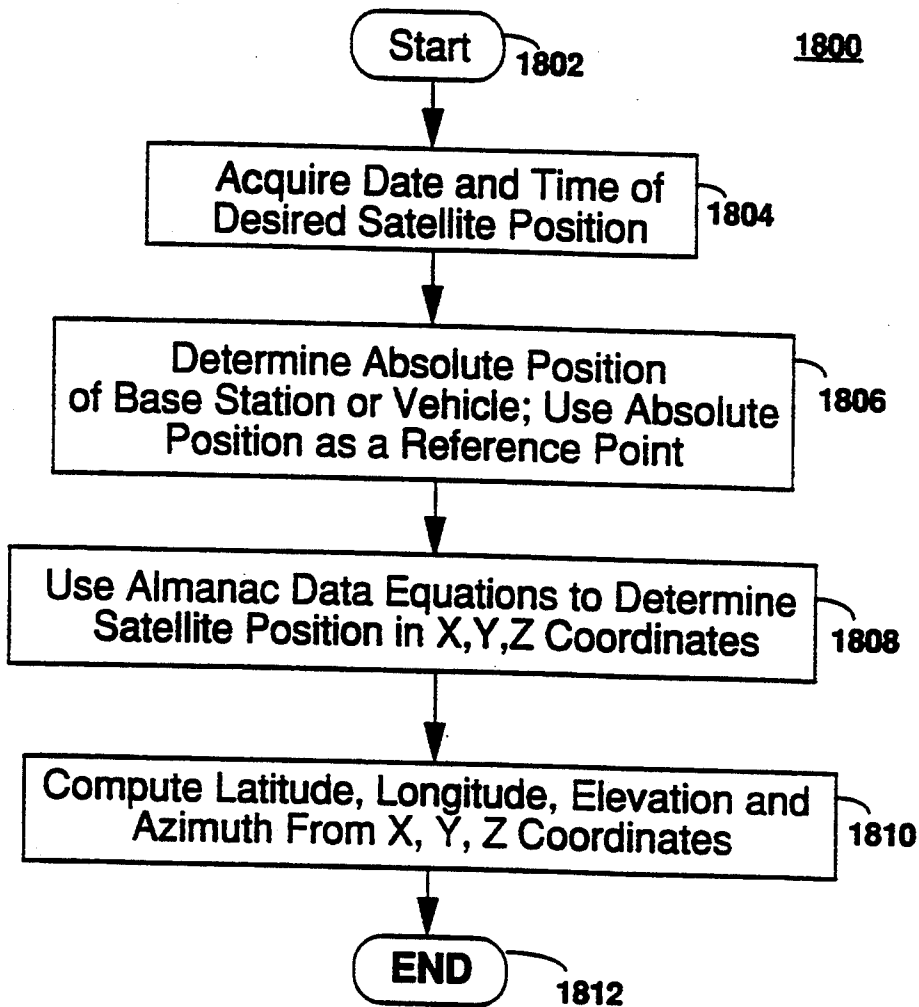 1800
Start
1802
Acquire Date and Time of
Desired Satellite Position
1804
Determine Absolute Position
of Base Station or Vehicle; Use Absolute
Position as a Reference Point
1806
Use Almanac Data Equations to Determine
Satellite Position in X,Y,Z Coordinates
1808
Compute Latitude, Longitude, Elevation and
Azimuth From X, Y, Z Coordinates
1810
END
1812